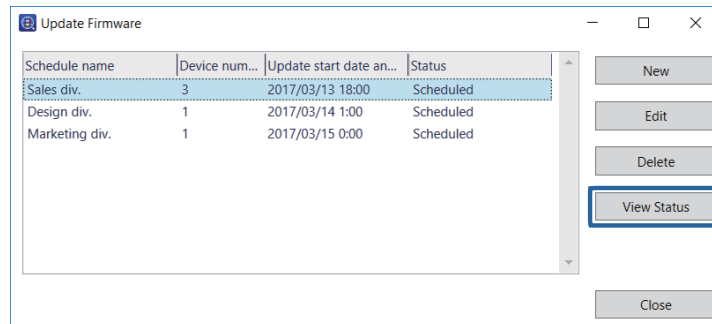 Update Firmware
Schedule name Device num... Update start date an... Status
Sales div. 3 2017/03/13 18:00 Scheduled
Design div. 1 2017/03/14 1:00 Scheduled
Marketing div. 1 2017/03/15 0:00 Scheduled
New
Edit
Delete
View Status
Close